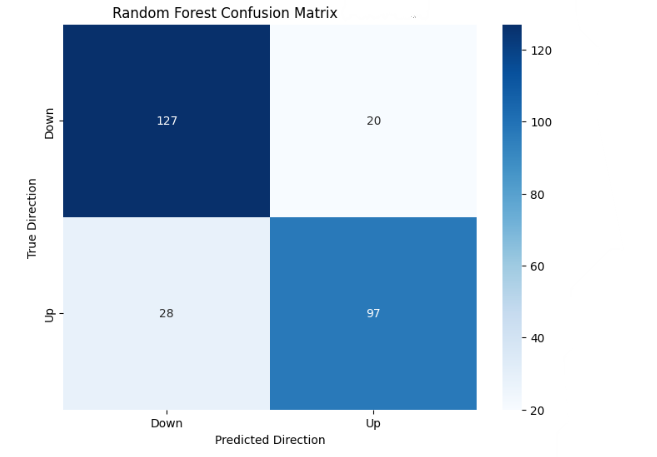 Random Forest Confusion Matrix
127
20
28
97
Down
Up
True Direction
Down
Up
Predicted Direction
120
100
80
60
40
20